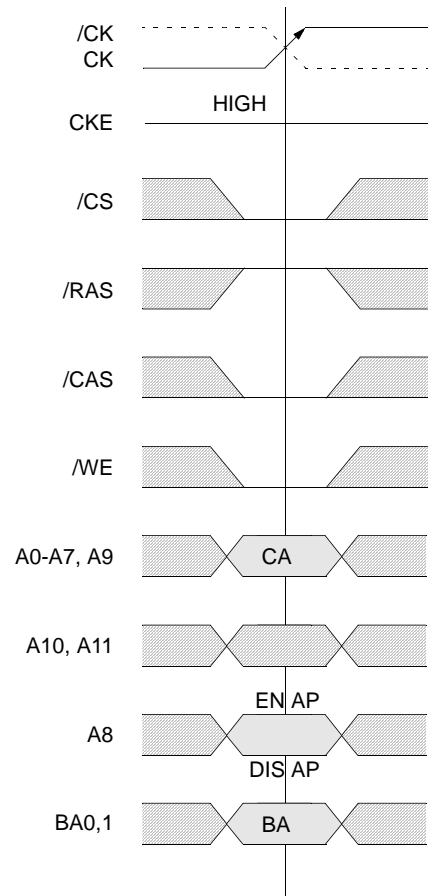 /CK
CK
HIGH
CKE
/CS
/RAS
/CAS
/WE
A0-A7, A9 CA
A10, A11
EN AP
A8
DIS AP
BA0,1 BA